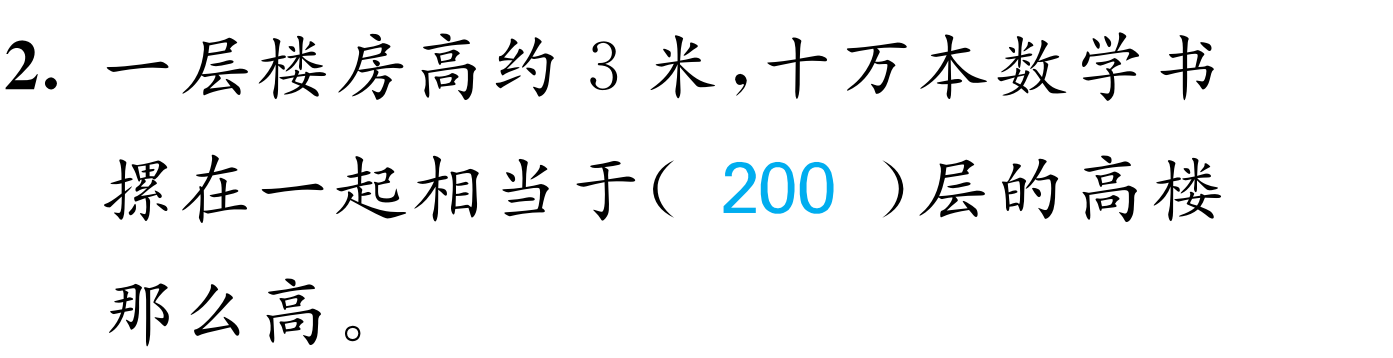 2. 一层楼房高约 3 米,十万本数学书
摞在一起相当于( 200 )层的高楼
那么高。